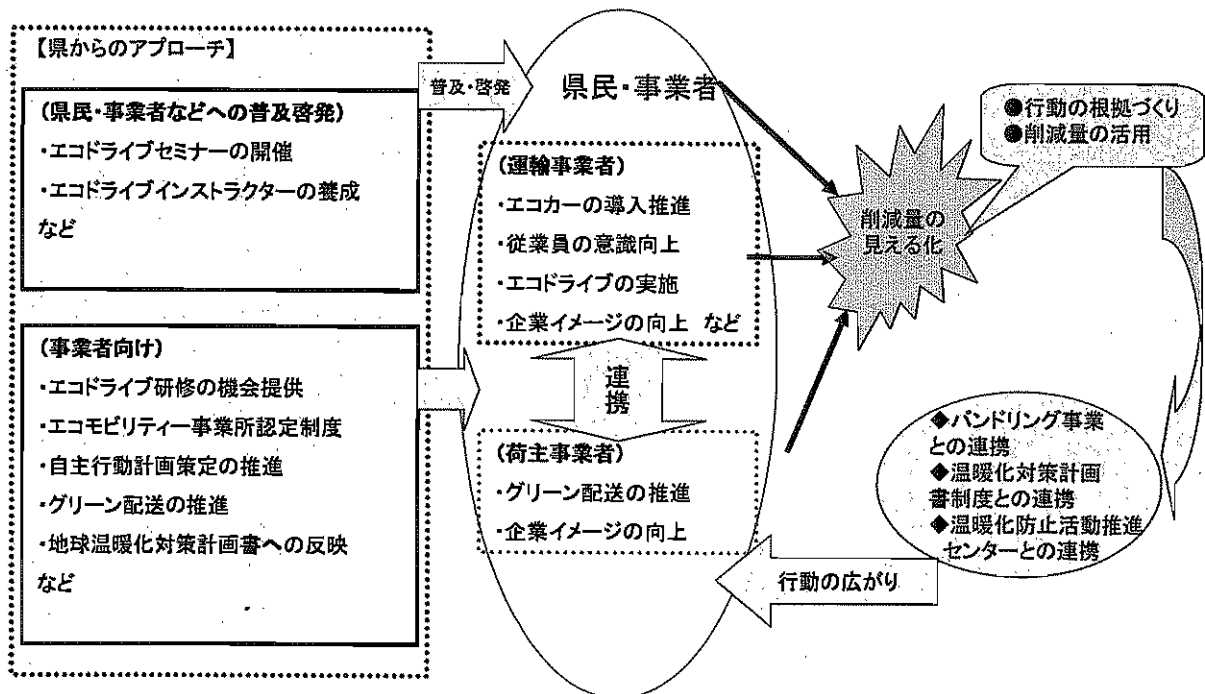 【県からのアプローチ】
(県民・事業者などへの普及啓発)
・エコドライブセミナーの開催
・エコドライブインストラクターの養成
など
(事業者向け)
・エコドライブ研修の機会提供
・エコモビリティー事業所認定制度
・自主行動計画策定の推進
・グリーン配送の推進
・地球温暖化対策計画書への反映
など
普及・啓発
県民・事業者
(運輸事業者)
・エコカーの導入推進
・従業員の意識向上
・エコドライブの実施
・企業イメージの向上 など
連
携
(荷主事業者)
・グリーン配送の推進
・企業イメージの向上
削減量の
見える化
●行動の根拠づくり
●削減量の活用
◆バンドリング事業
との連携
◆温暖化対策計画
書制度との連携
◆温暖化防止活動推進
センターとの連携
行動の広がり